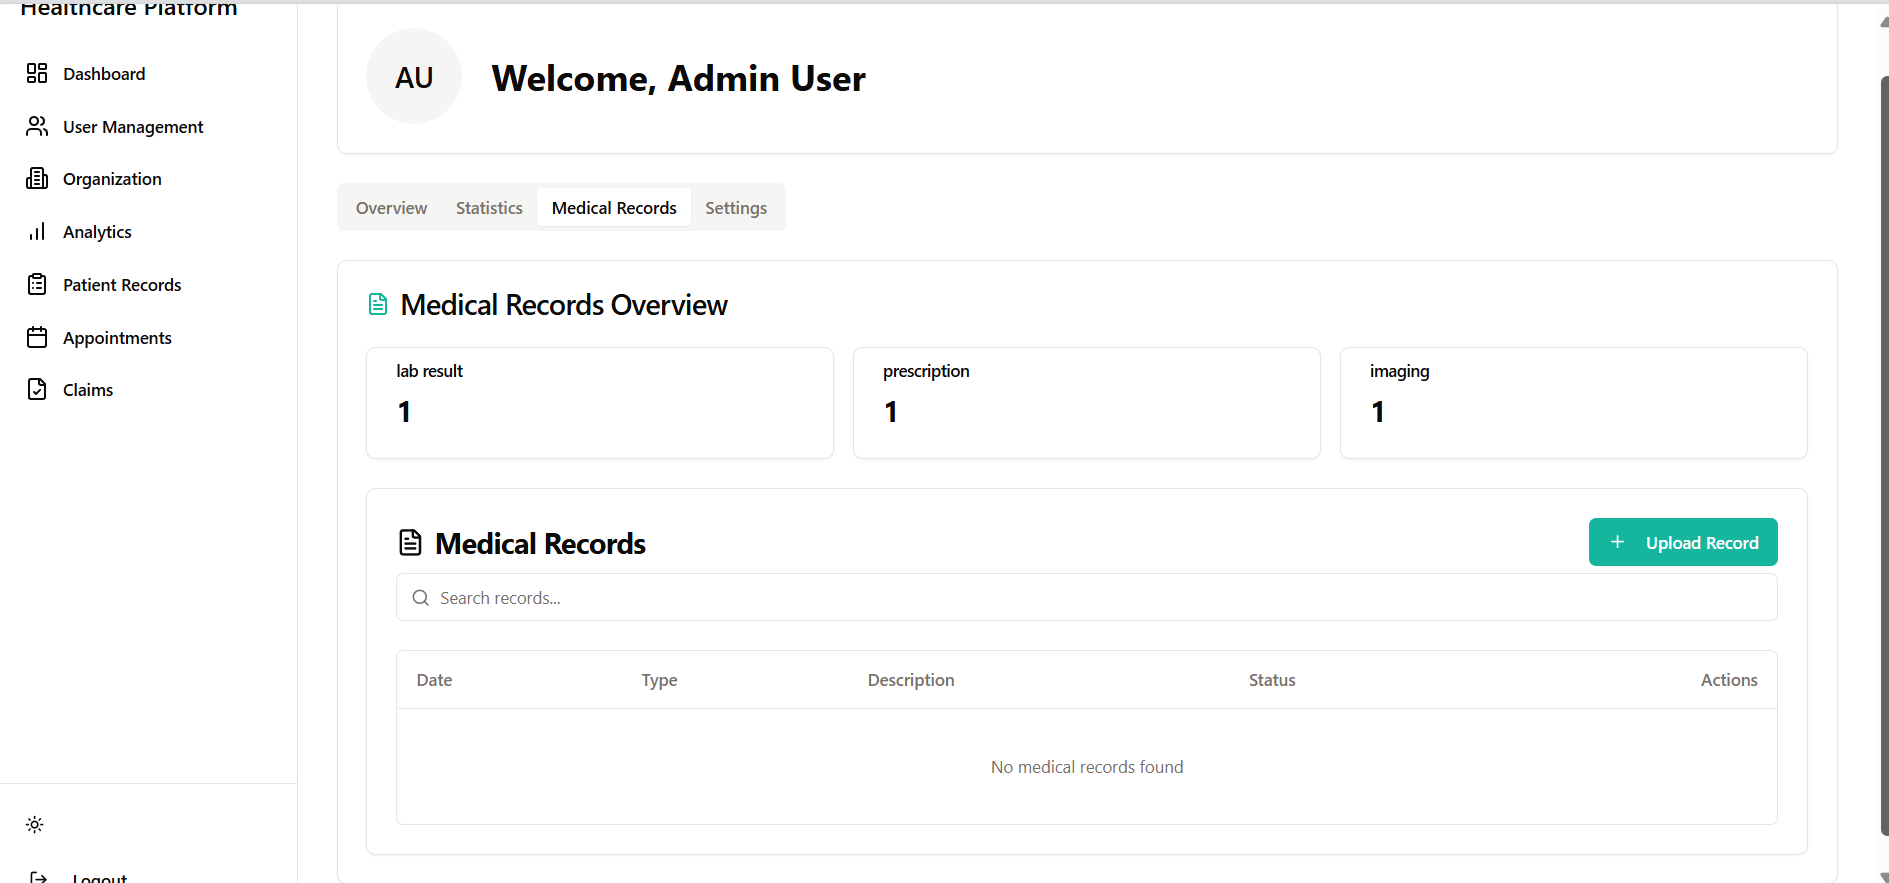 Healthcare Platform
Dashboard
User Management
Organization
Analytics
Patient Records
Appointments
Claims
Logout
AU
Welcome, Admin User
Overview
Statistics
Medical Records
Settings
Medical Records Overview
lab result
1
prescription
1
imaging
1
Medical Records
+ Upload Record
Search records...
Date Type Description Status Actions
No medical records found